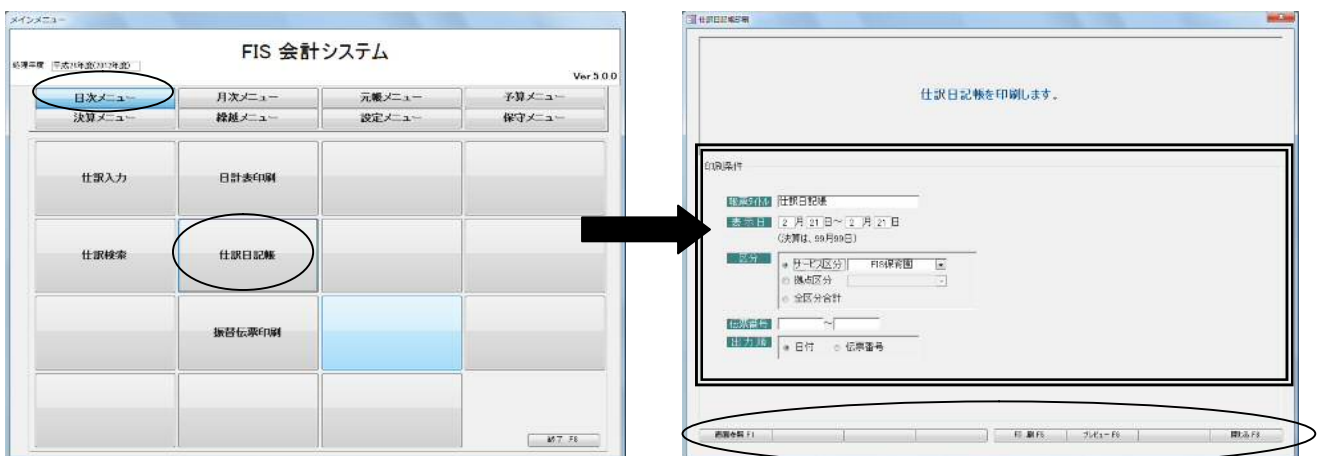 メインメニュー
FIS 会計システム
処理年度 平成24年度(2012年度)
Ver 5.0.0
日次メニュー 月次メニュー 元帳メニュー 予算メニュー
決算メニュー 繰越メニュー 設定メニュー 保守メニュー
仕訳入力 日計表印刷
仕訳検索 仕訳日記帳
振替伝票印刷
終了 F8
仕訳日記帳印刷
仕訳日記帳を印刷します。
印刷条件
帳票タイトル 仕訳日記帳
表示日 2 月 21 日～ 2 月 21 日
(決算は、99月99日)
区分 サービス区分 FIS保育園
拠点区分
全区分合計
伝票番号 ～
出力順 日付 伝票番号
画面参照 F1 印刷 F5 プレビュー F6 閉じる F8